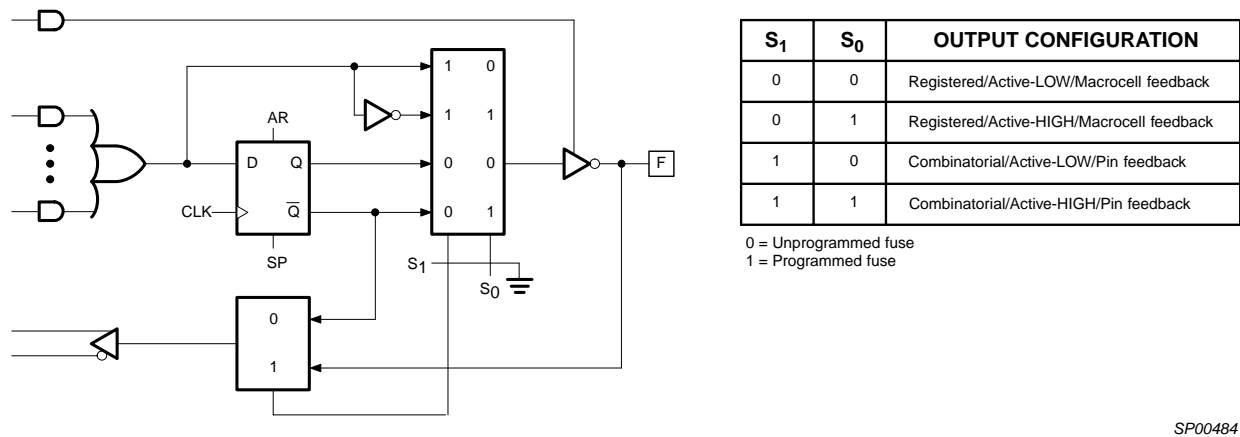 AR
D Q
CLK Q̅
SP
1 0
1 1
0 0
0 1
F
S1
S0
0
1
S1 S0 OUTPUT CONFIGURATION
0 0 Registered/Active-LOW/Macrocell feedback
0 1 Registered/Active-HIGH/Macrocell feedback
1 0 Combinatorial/Active-LOW/Pin feedback
1 1 Combinatorial/Active-HIGH/Pin feedback
0 = Unprogrammed fuse
1 = Programmed fuse
SP00484